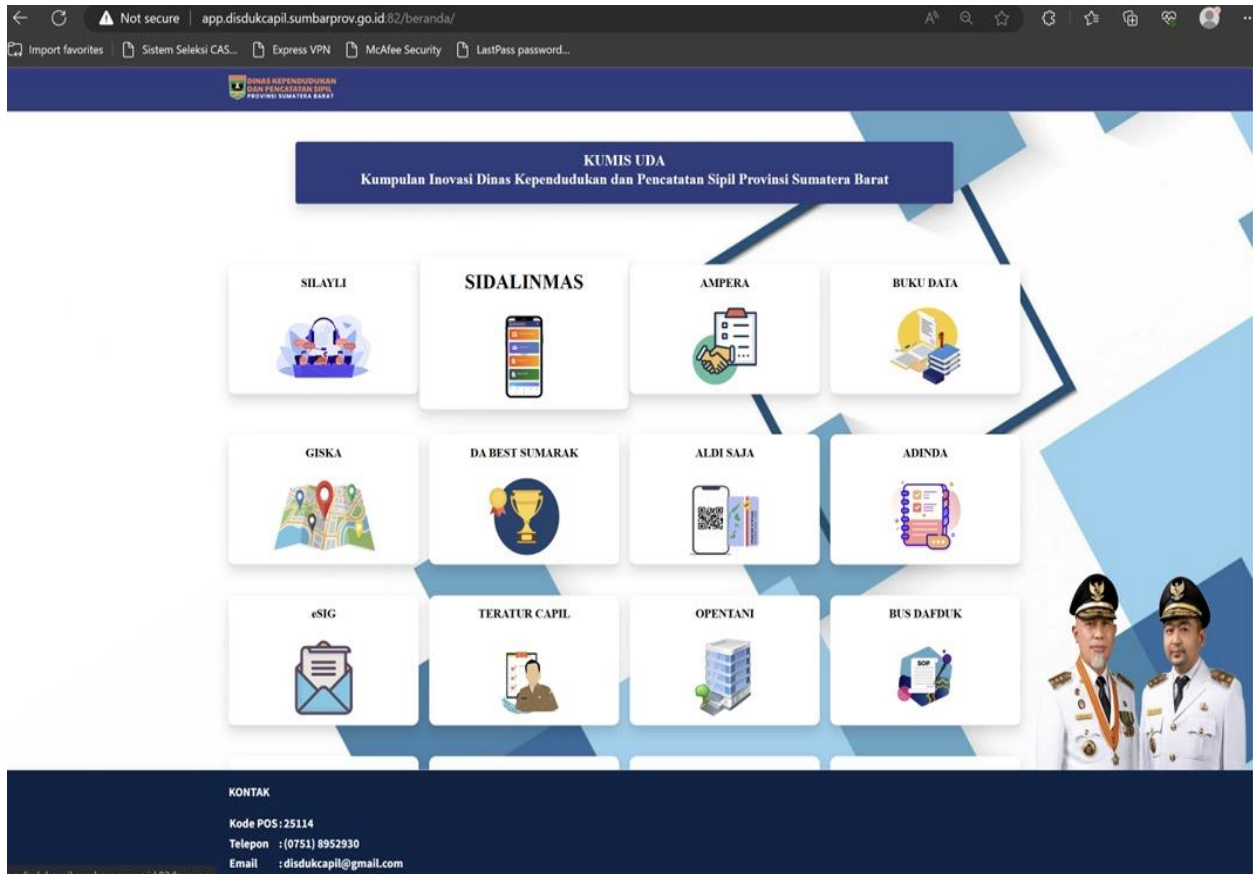 Not secure app.disdukcapil.sumbarprov.go.id:82/beranda/
Import favorites Sistem Seleksi CAS... Express VPN McAfee Security LastPass password...
DINAS KEPENDUDUKAN
DAN PENCATATAN SIPIL
PROVINSI SUMATERA BARAT
KUMIS UDA
Kumpulan Inovasi Dinas Kependudukan dan Pencatatan Sipil Provinsi Sumatera Barat
SILAYLI SIDALINMAS AMPERA BUKU DATA
GISKA DA BEST SUMARAK ALDI SAJA ADINDA
eSIG TERATUR CAPIL OPENTANI BUS DAFDUK
SOP
KONTAK
Kode POS : 25114
Telepon : (0751) 8952930
Email : disdukcapil@gmail.com